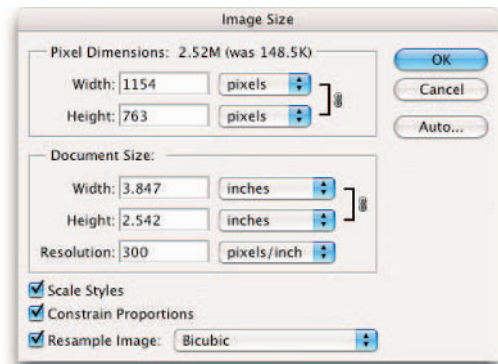 Image Size
Pixel Dimensions: 2.52M (was 148.5K)
Width: 1154 pixels
Height: 763 pixels
OK
Cancel
Auto...
Document Size:
Width: 3.847 inches
Height: 2.542 inches
Resolution: 300 pixels/inch
Scale Styles
Constrain Proportions
Resample Image: Bicubic